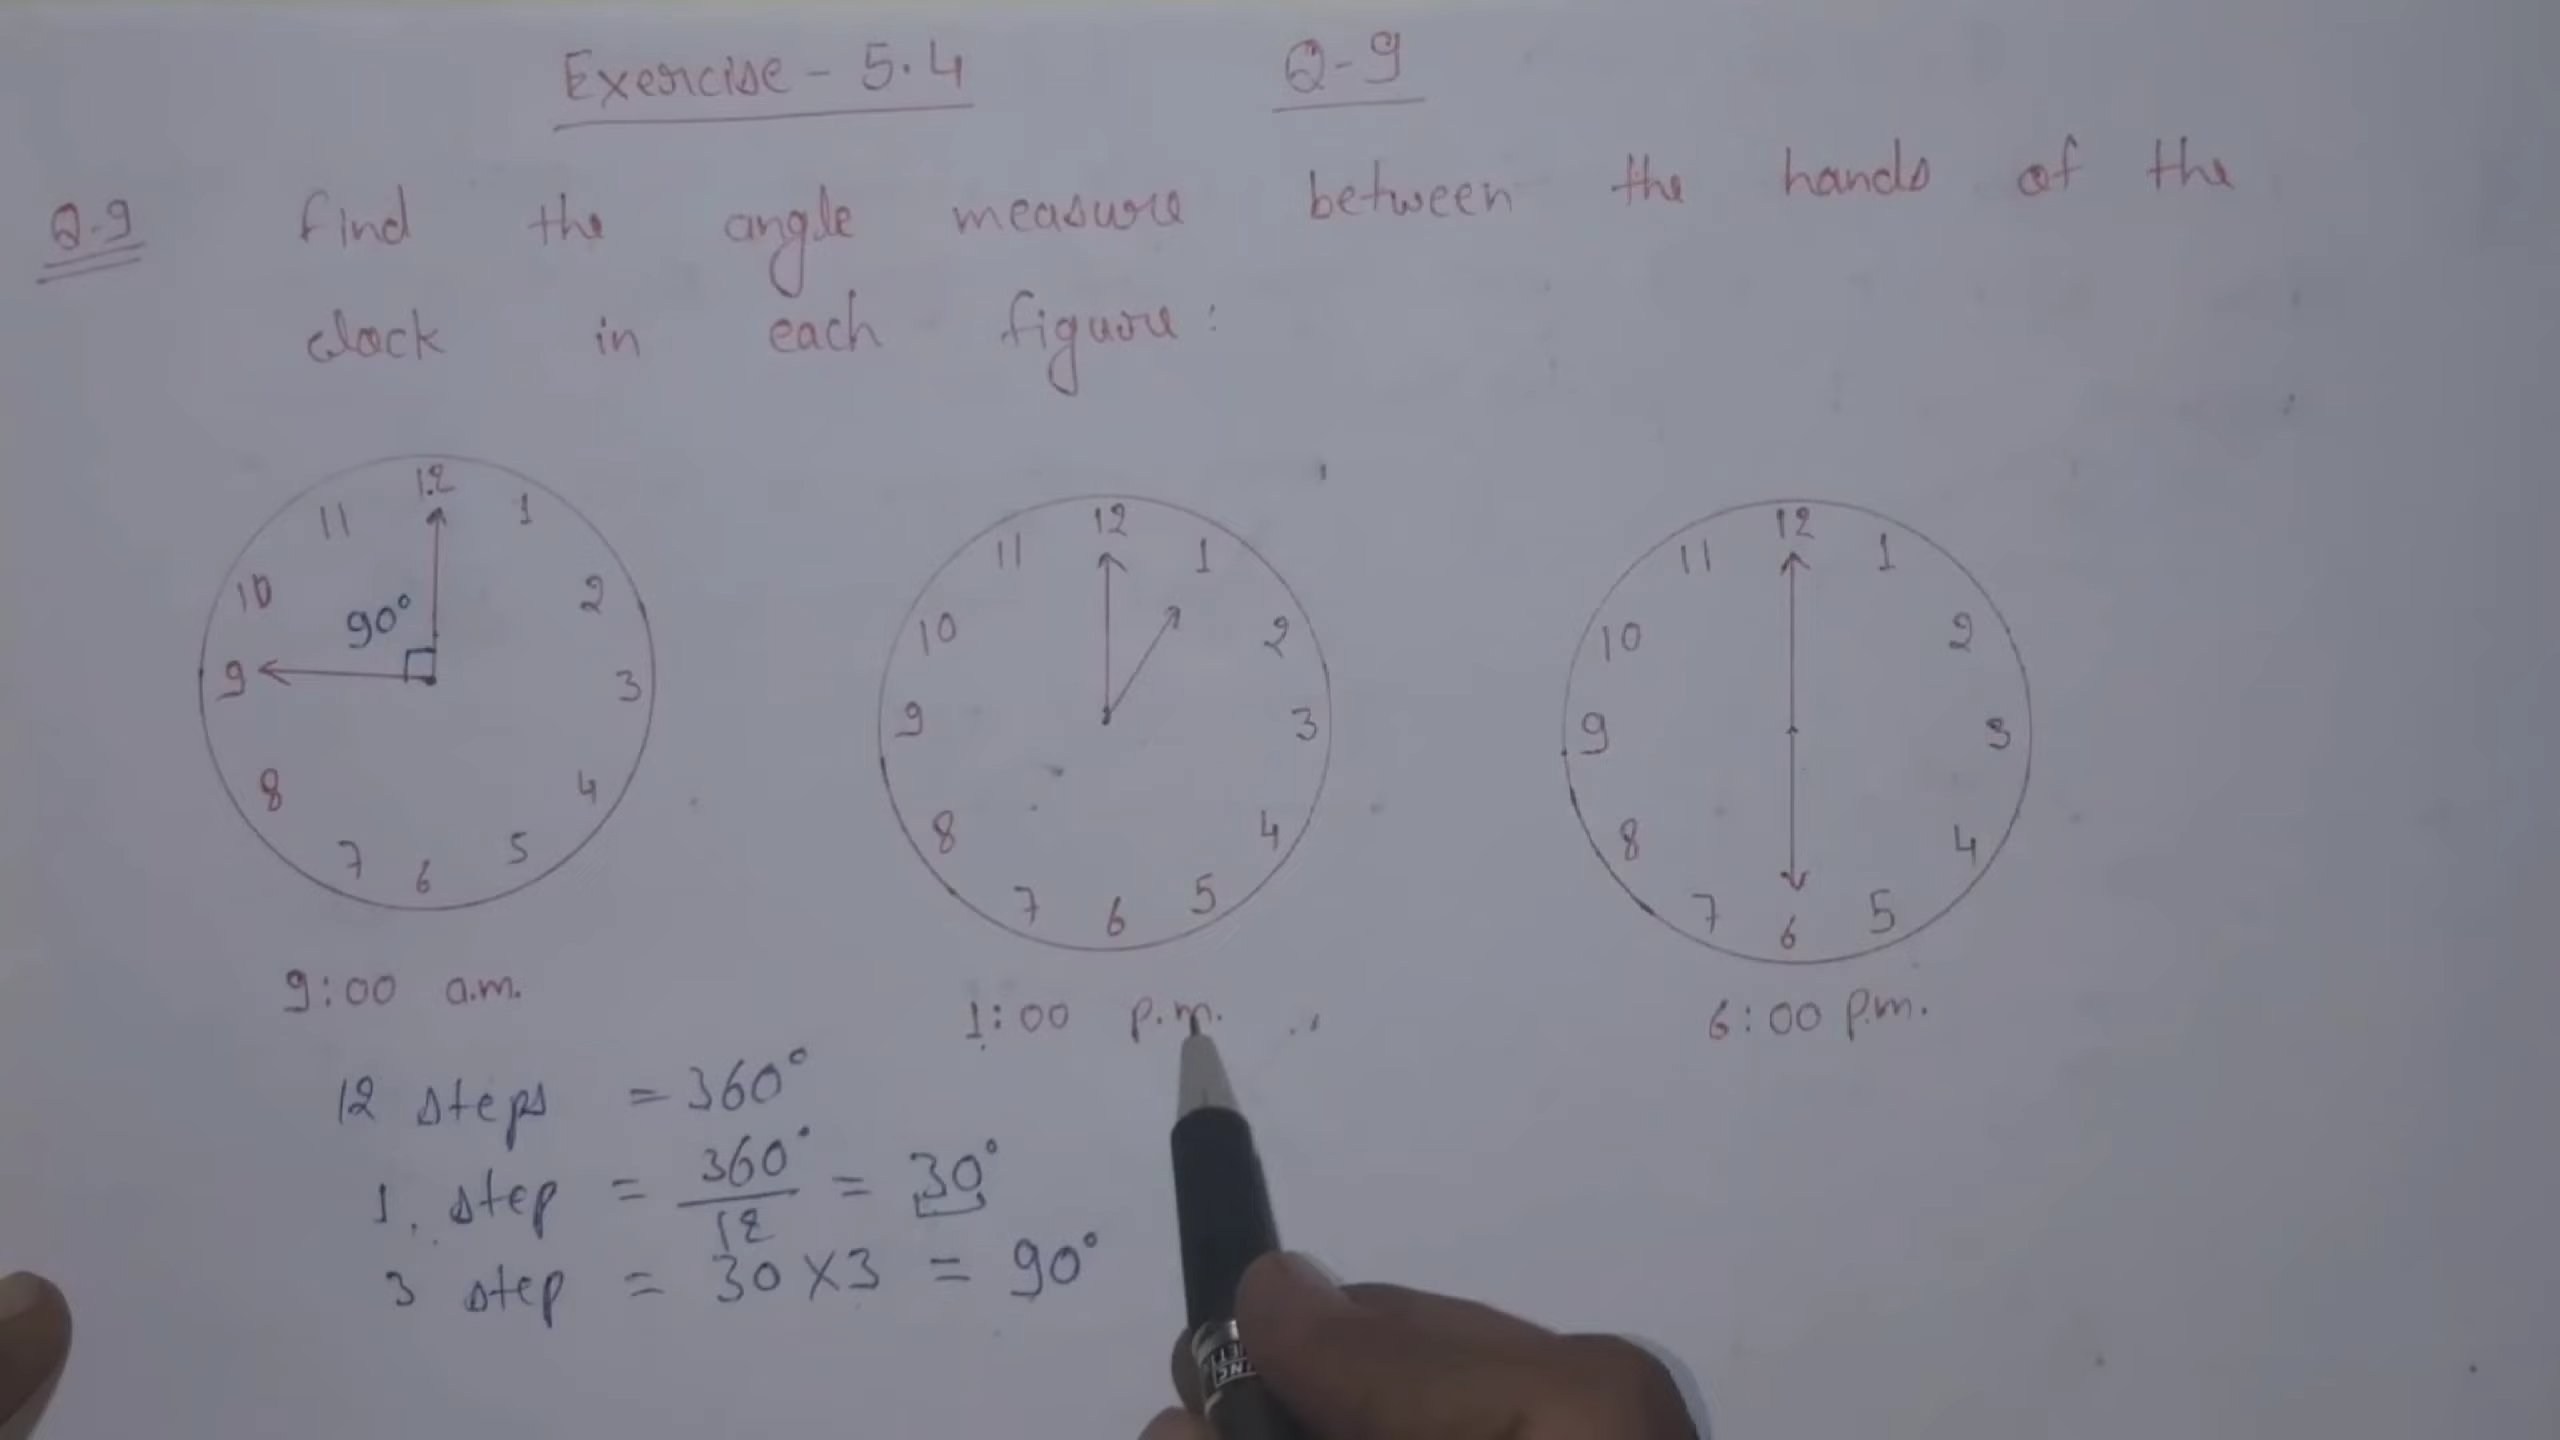 Exercise - 5.4 Q-9
Q.9 find the angle measure between the hands of the
clock in each figure:
12
11 1
10 2
90°
9 3
8 4
7 5
6
9:00 a.m.
12
11 1
10 2
9 3
8 4
7 5
6
1:00 p.m.
12
11 1
10 2
9 3
8 4
7 5
6
6:00 p.m.
12 steps = 360°
1 step = 360°/12 = 30°
3 step = 30 × 3 = 90°